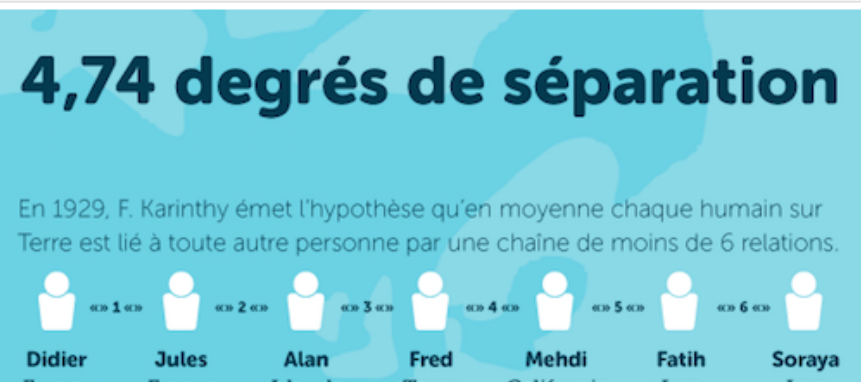 4,74 degrés de séparation
En 1929, F. Karinthy émet l'hypothèse qu'en moyenne chaque humain sur
Terre est lié à toute autre personne par une chaîne de moins de 6 relations.
«» 1 «» «» 2 «» «» 3 «» «» 4 «» «» 5 «» «» 6 «»
Didier Jules Alan Fred Mehdi Fatih Soraya